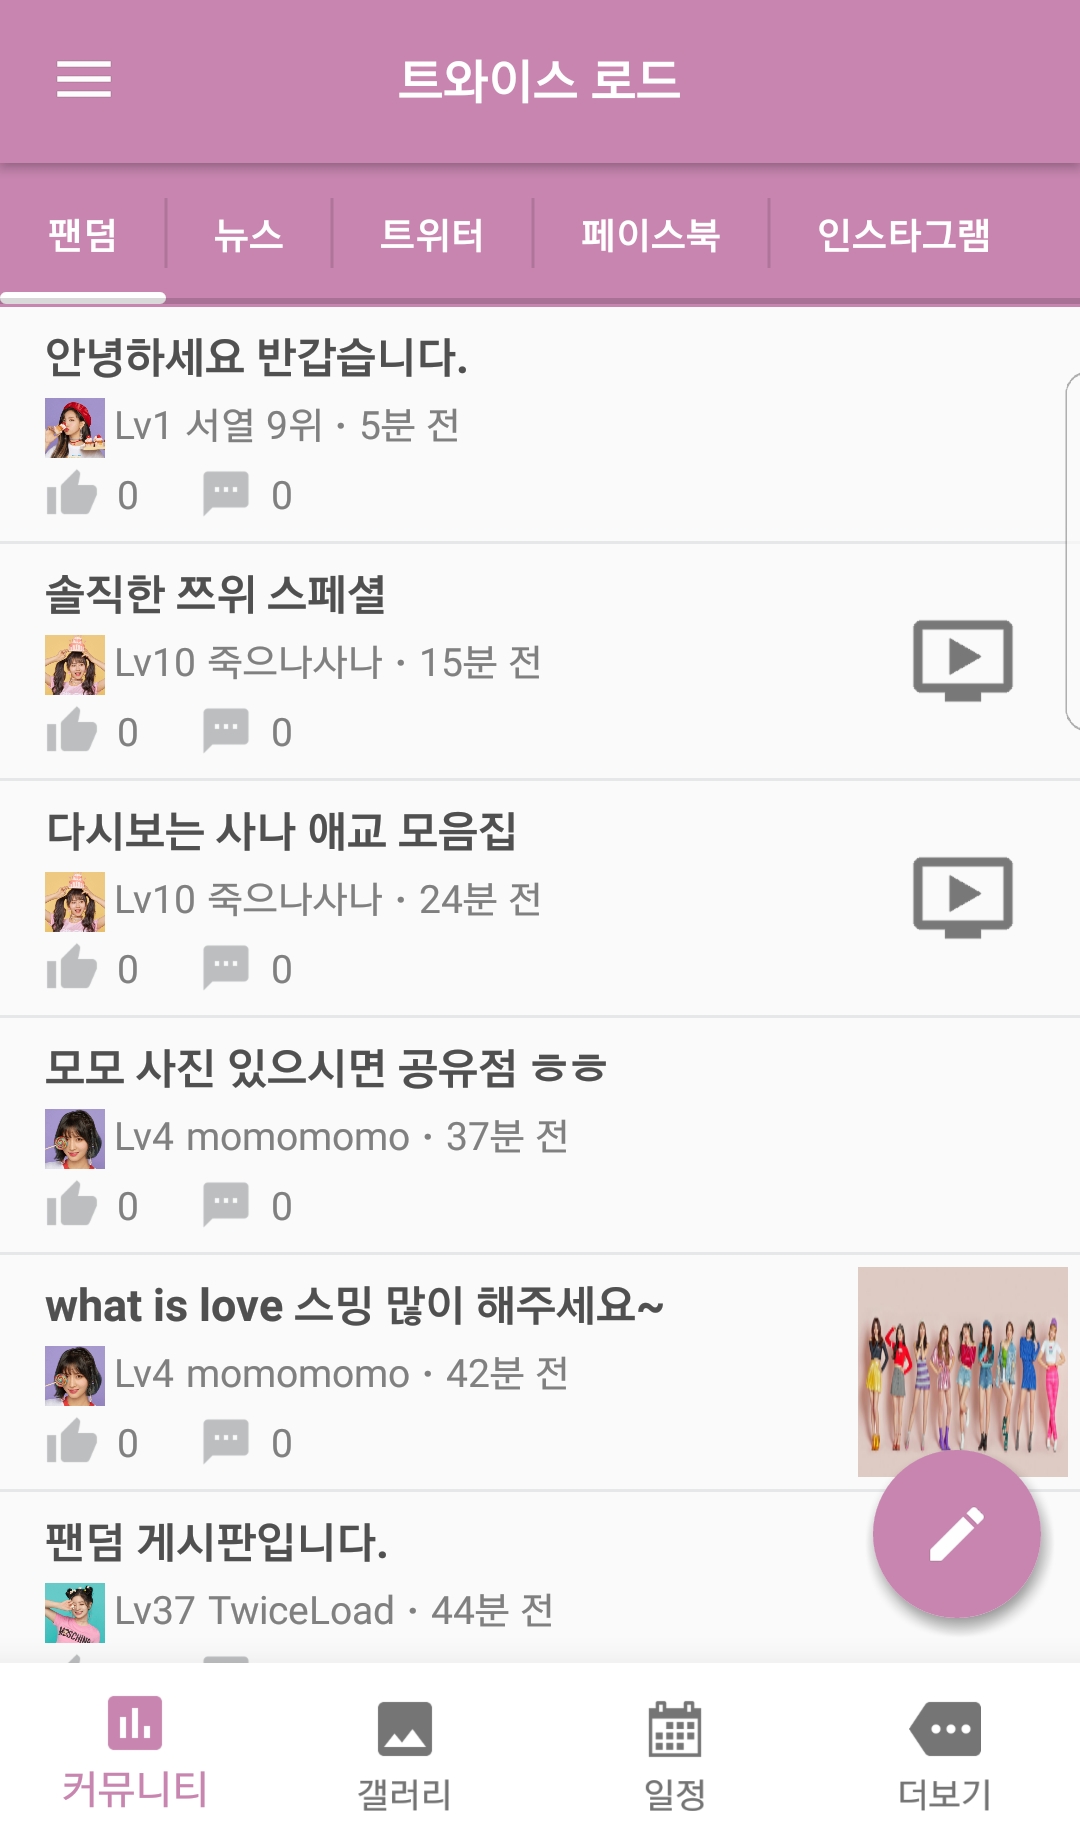 트와이스 로드
팬덤 뉴스 트위터 페이스북 인스타그램
안녕하세요 반갑습니다.
Lv1 서열 9위 · 5분 전
0 0
솔직한 쯔위 스페셜
Lv10 죽으나사나 · 15분 전
0 0
다시보는 사나 애교 모음집
Lv10 죽으나사나 · 24분 전
0 0
모모 사진 있으시면 공유점 ㅎㅎ
Lv4 momomomo · 37분 전
0 0
what is love 스밍 많이 해주세요~
Lv4 momomomo · 42분 전
0 0
팬덤 게시판입니다.
Lv37 TwiceLoad · 44분 전
MOSCHINO
커뮤니티 갤러리 일정 더보기